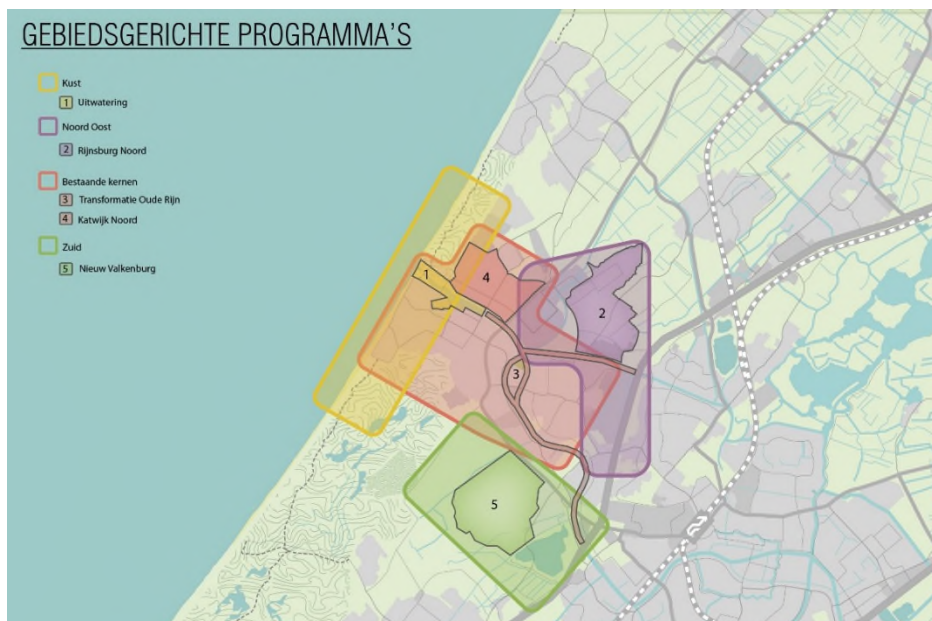 GEBIEDSGERICHTE PROGRAMMA'S
Kust
1 Uitwatering
Noord Oost
2 Rijnsburg Noord
Bestaande kernen
3 Transformatie Oude Rijn
4 Katwijk Noord
Zuid
5 Nieuw Valkenburg
1
4
2
3
5